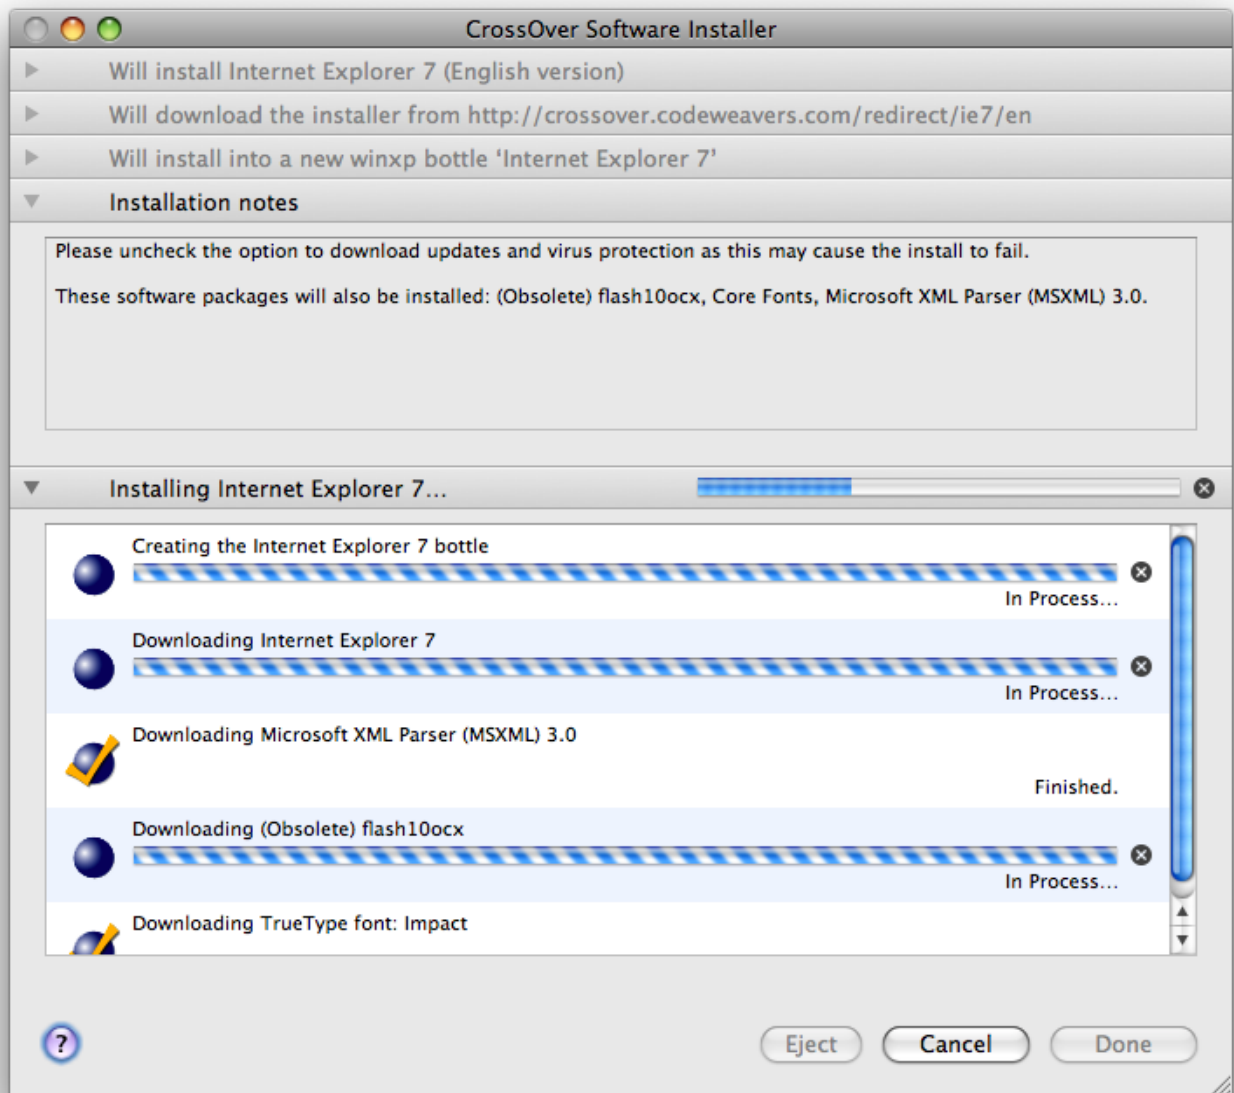 CrossOver Software Installer
Will install Internet Explorer 7 (English version)
Will download the installer from http://crossover.codeweavers.com/redirect/ie7/en
Will install into a new winxp bottle ‘Internet Explorer 7’
Installation notes
Please uncheck the option to download updates and virus protection as this may cause the install to fail.
These software packages will also be installed: (Obsolete) flash10ocx, Core Fonts, Microsoft XML Parser (MSXML) 3.0.
Installing Internet Explorer 7...
Creating the Internet Explorer 7 bottle
In Process...
Downloading Internet Explorer 7
In Process...
Downloading Microsoft XML Parser (MSXML) 3.0
Finished.
Downloading (Obsolete) flash10ocx
In Process...
Downloading TrueType font: Impact
?
Eject
Cancel
Done